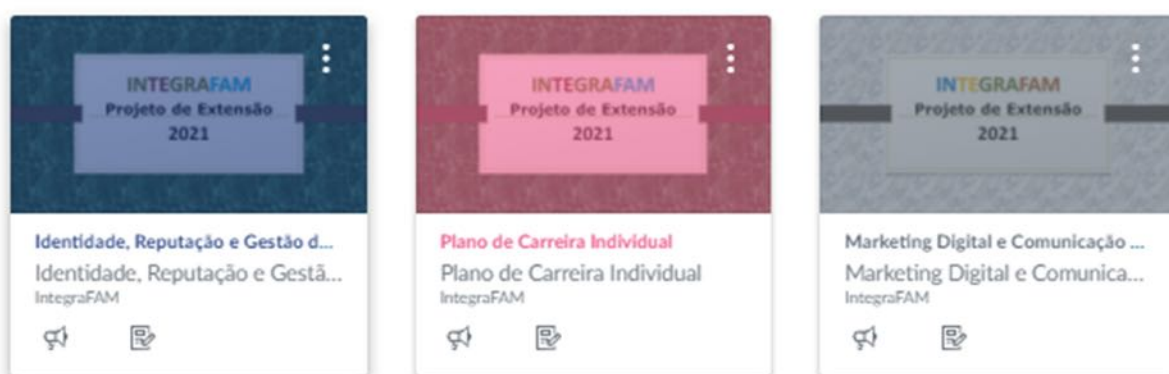 INTEGRAFAM
Projeto de Extensão
2021
Identidade, Reputação e Gestão d...
Identidade, Reputação e Gestã...
IntegraFAM
INTEGRAFAM
Projeto de Extensão
2021
Plano de Carreira Individual
Plano de Carreira Individual
IntegraFAM
INTEGRAFAM
Projeto de Extensão
2021
Marketing Digital e Comunicação ...
Marketing Digital e Comunica...
IntegraFAM